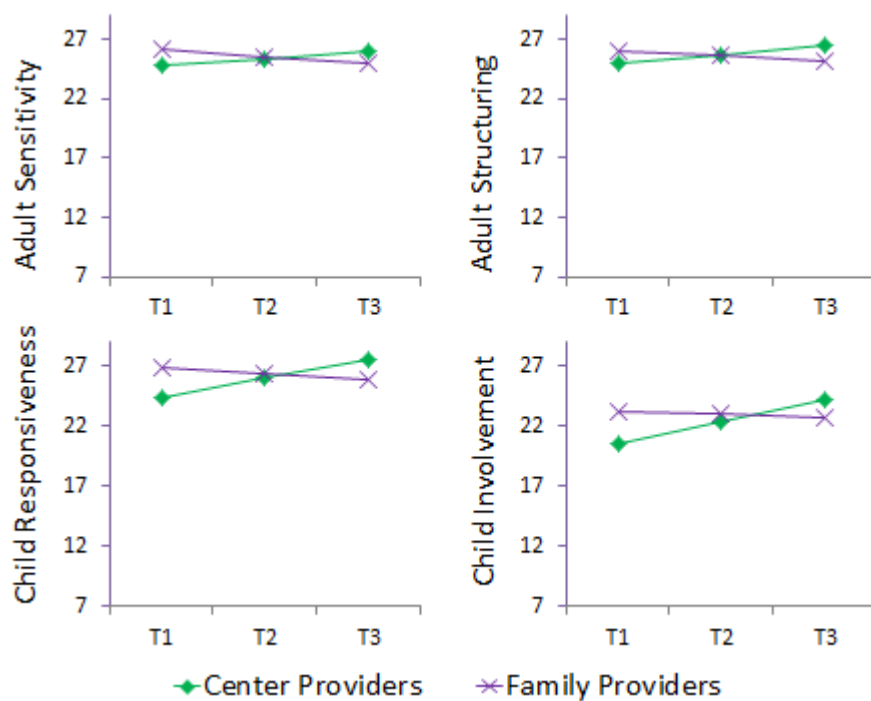 Adult Sensitivity
27
22
17
12
7
T1 T2 T3
Adult Structuring
27
22
17
12
7
T1 T2 T3
Child Responsiveness
27
22
17
12
7
T1 T2 T3
Child Involvement
27
22
17
12
7
T1 T2 T3
Center Providers Family Providers